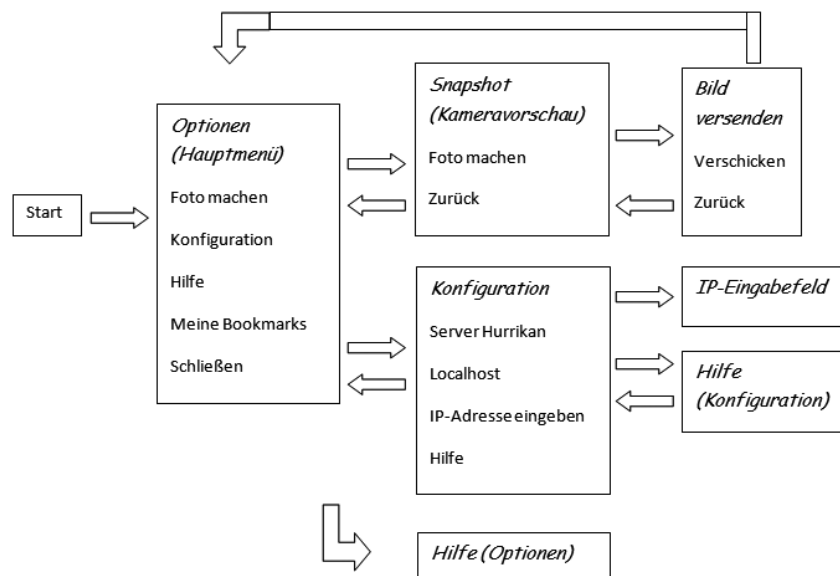 Start
Optionen
(Hauptmenü)
Foto machen
Konfiguration
Hilfe
Meine Bookmarks
Schließen
Snapshot
(Kameravorschau)
Foto machen
Zurück
Bild
versenden
Verschicken
Zurück
Konfiguration
Server Hurrikan
Localhost
IP-Adresse eingeben
Hilfe
IP-Eingabefeld
Hilfe
(Konfiguration)
Hilfe (Optionen)